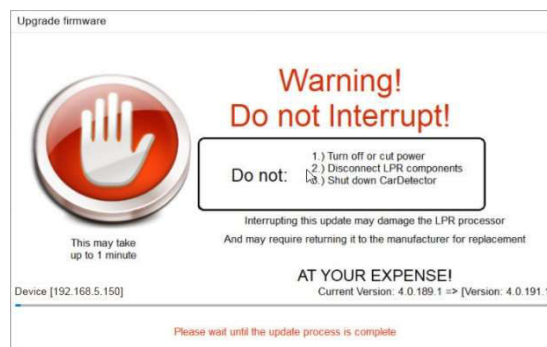 Upgrade firmware
Warning!
Do not Interrupt!
Do not:
1.) Turn off or cut power
2.) Disconnect LPR components
3.) Shut down CarDetector
Interrupting this update may damage the LPR processor
And may require returning it to the manufacturer for replacement
This may take
up to 1 minute
AT YOUR EXPENSE!
Device [192.168.5.150]
Current Version: 4.0.189.1 => [Version: 4.0.191.1
Please wait until the update process is complete